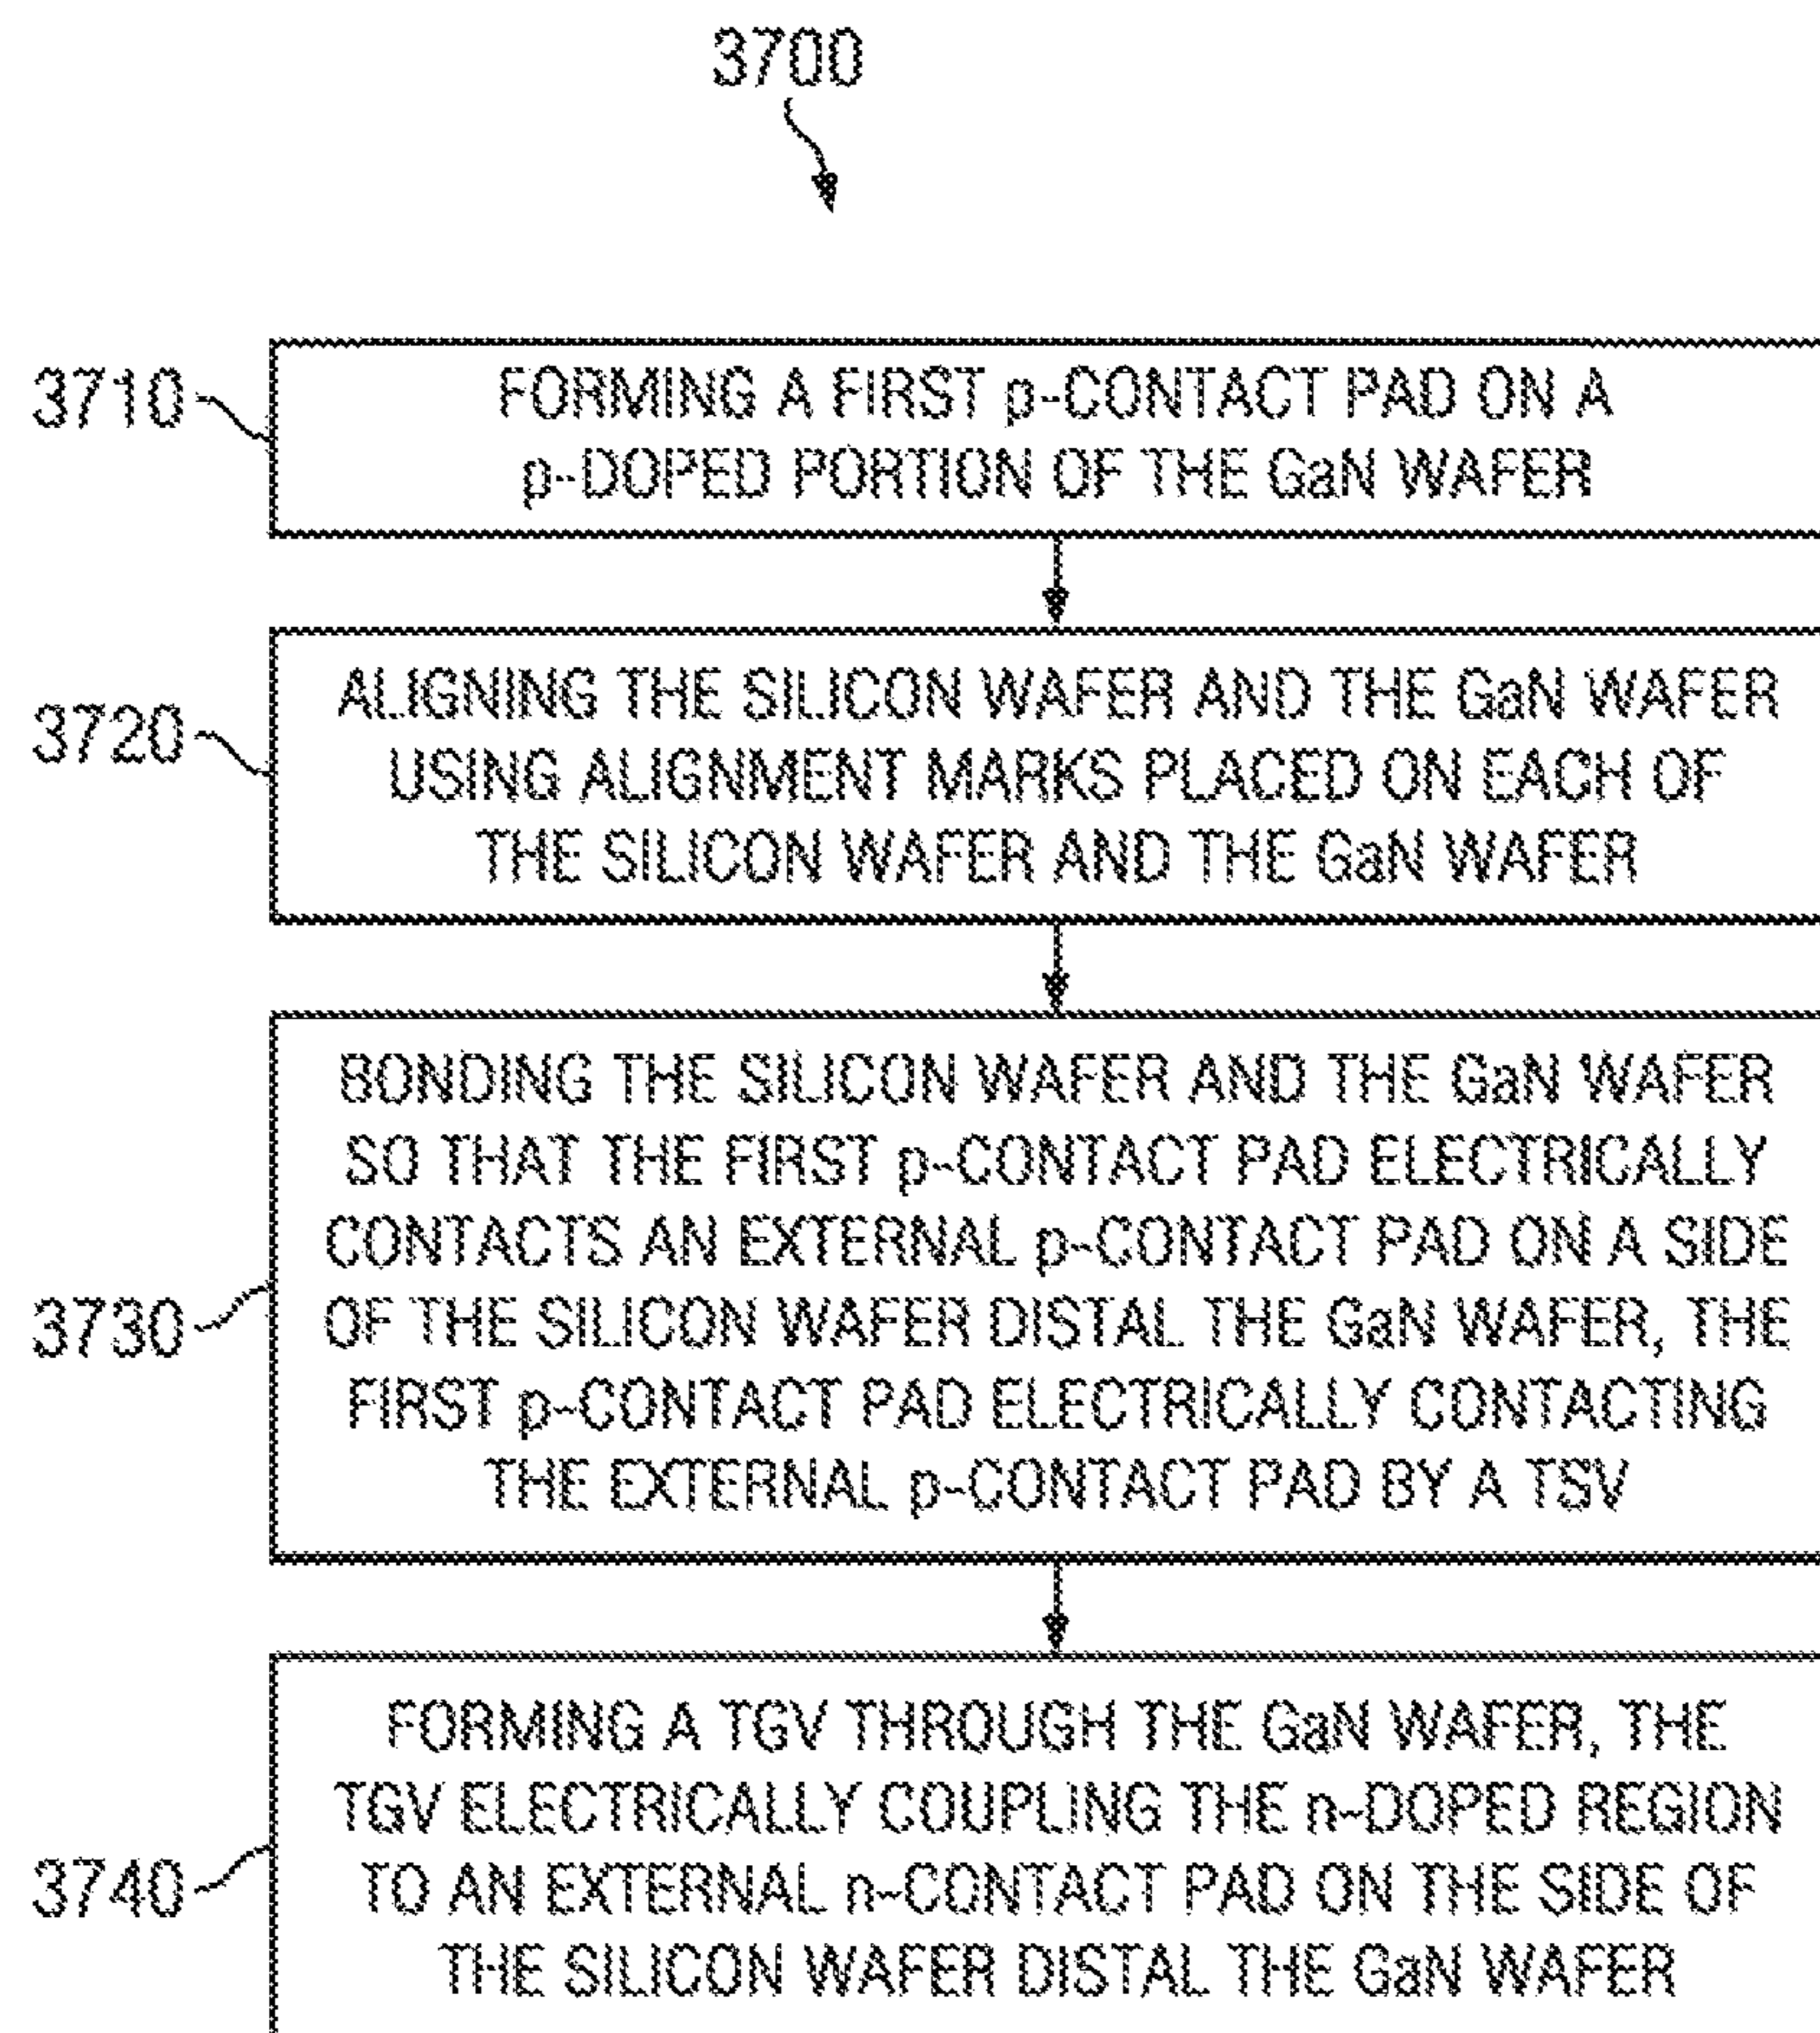 3700
3710
FORMING A FIRST p-CONTACT PAD ON A
p-DOPED PORTION OF THE GaN WAFER
3720
ALIGNING THE SILICON WAFER AND THE GaN WAFER
USING ALIGNMENT MARKS PLACED ON EACH OF
THE SILICON WAFER AND THE GaN WAFER
3730
BONDING THE SILICON WAFER AND THE GaN WAFER
SO THAT THE FIRST p-CONTACT PAD ELECTRICALLY
CONTACTS AN EXTERNAL p-CONTACT PAD ON A SIDE
OF THE SILICON WAFER DISTAL THE GaN WAFER, THE
FIRST p-CONTACT PAD ELECTRICALLY CONTACTING
THE EXTERNAL p-CONTACT PAD BY A TSV
3740
FORMING A TGV THROUGH THE GaN WAFER, THE
TGV ELECTRICALLY COUPLING THE n-DOPED REGION
TO AN EXTERNAL n-CONTACT PAD ON THE SIDE OF
THE SILICON WAFER DISTAL THE GaN WAFER